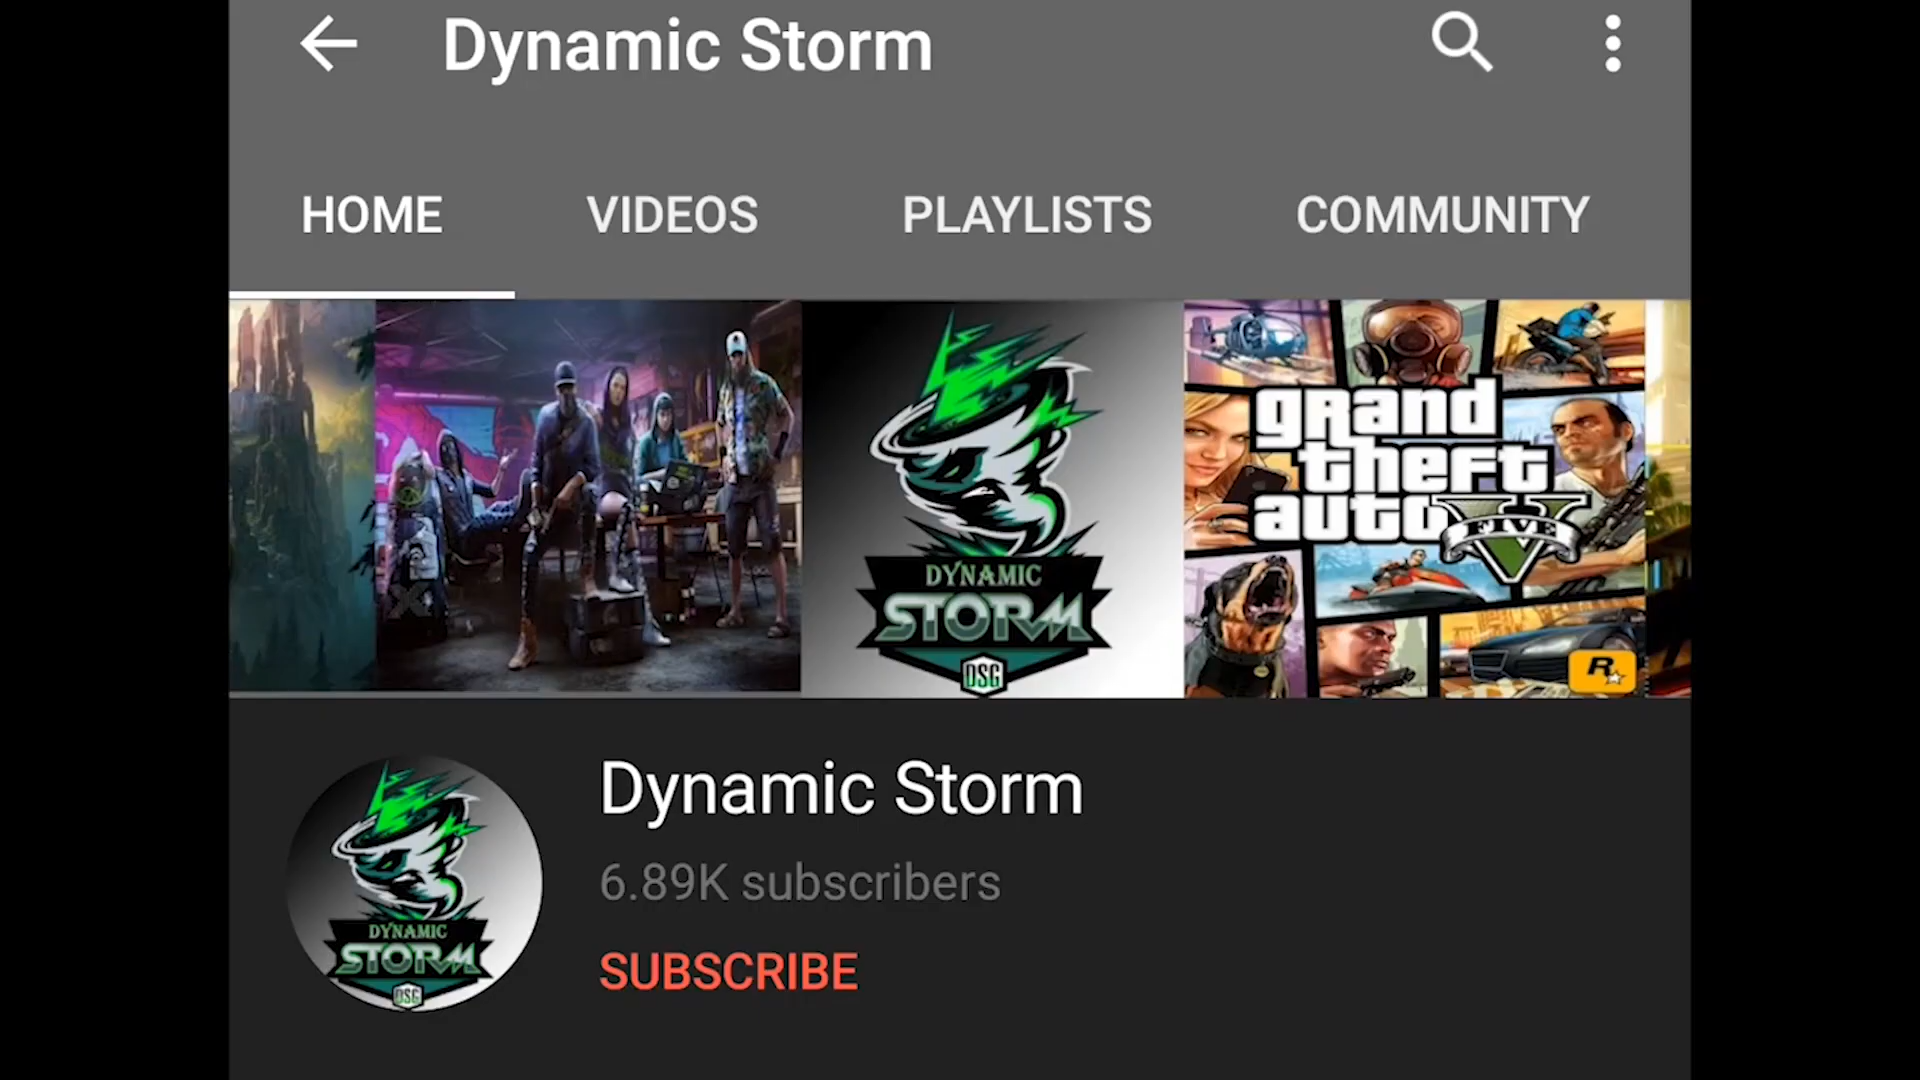 Dynamic Storm
HOME VIDEOS PLAYLISTS COMMUNITY
DYNAMIC
STORM
DSG
grand
theft
auto V
FIVE
R
Dynamic Storm
6.89K subscribers
SUBSCRIBE
DYNAMIC
STORM
DSG